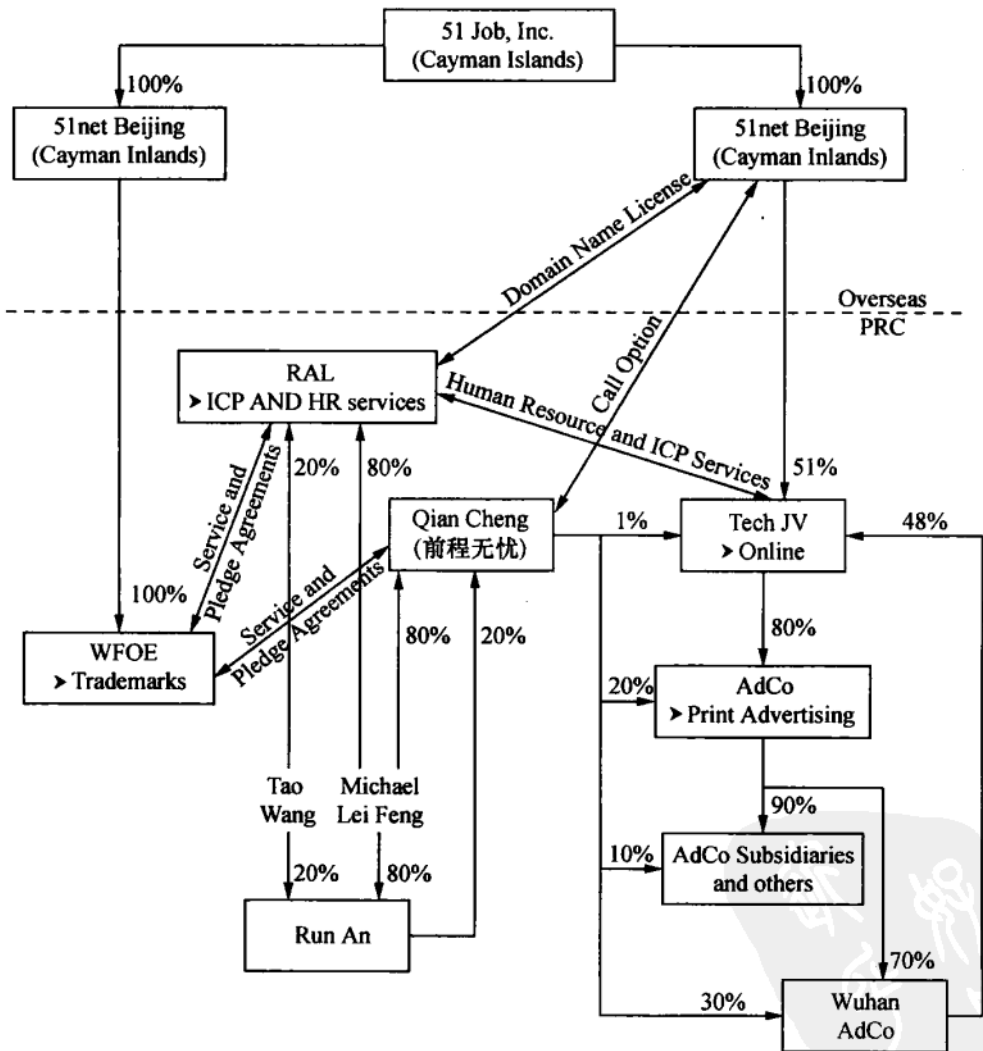 51 Job, Inc.
(Cayman Islands)
100%
100%
51net Beijing
(Cayman Inlands)
51net Beijing
(Cayman Inlands)
Domain Name License
Overseas
PRC
Call Option
RAL
➤ ICP AND HR services
Human Resource and ICP Services
20%
80%
51%
Service and
Pledge Agreements
Qian Cheng
(前程无忧)
1%
Tech JV
➤ Online
48%
100%
Service and
Pledge Agreements
80%
20%
80%
WFOE
➤ Trademarks
20%
AdCo
➤ Print Advertising
Tao
Wang
Michael
Lei Feng
90%
10%
AdCo Subsidiaries
and others
20%
80%
Run An
70%
30%
Wuhan
AdCo